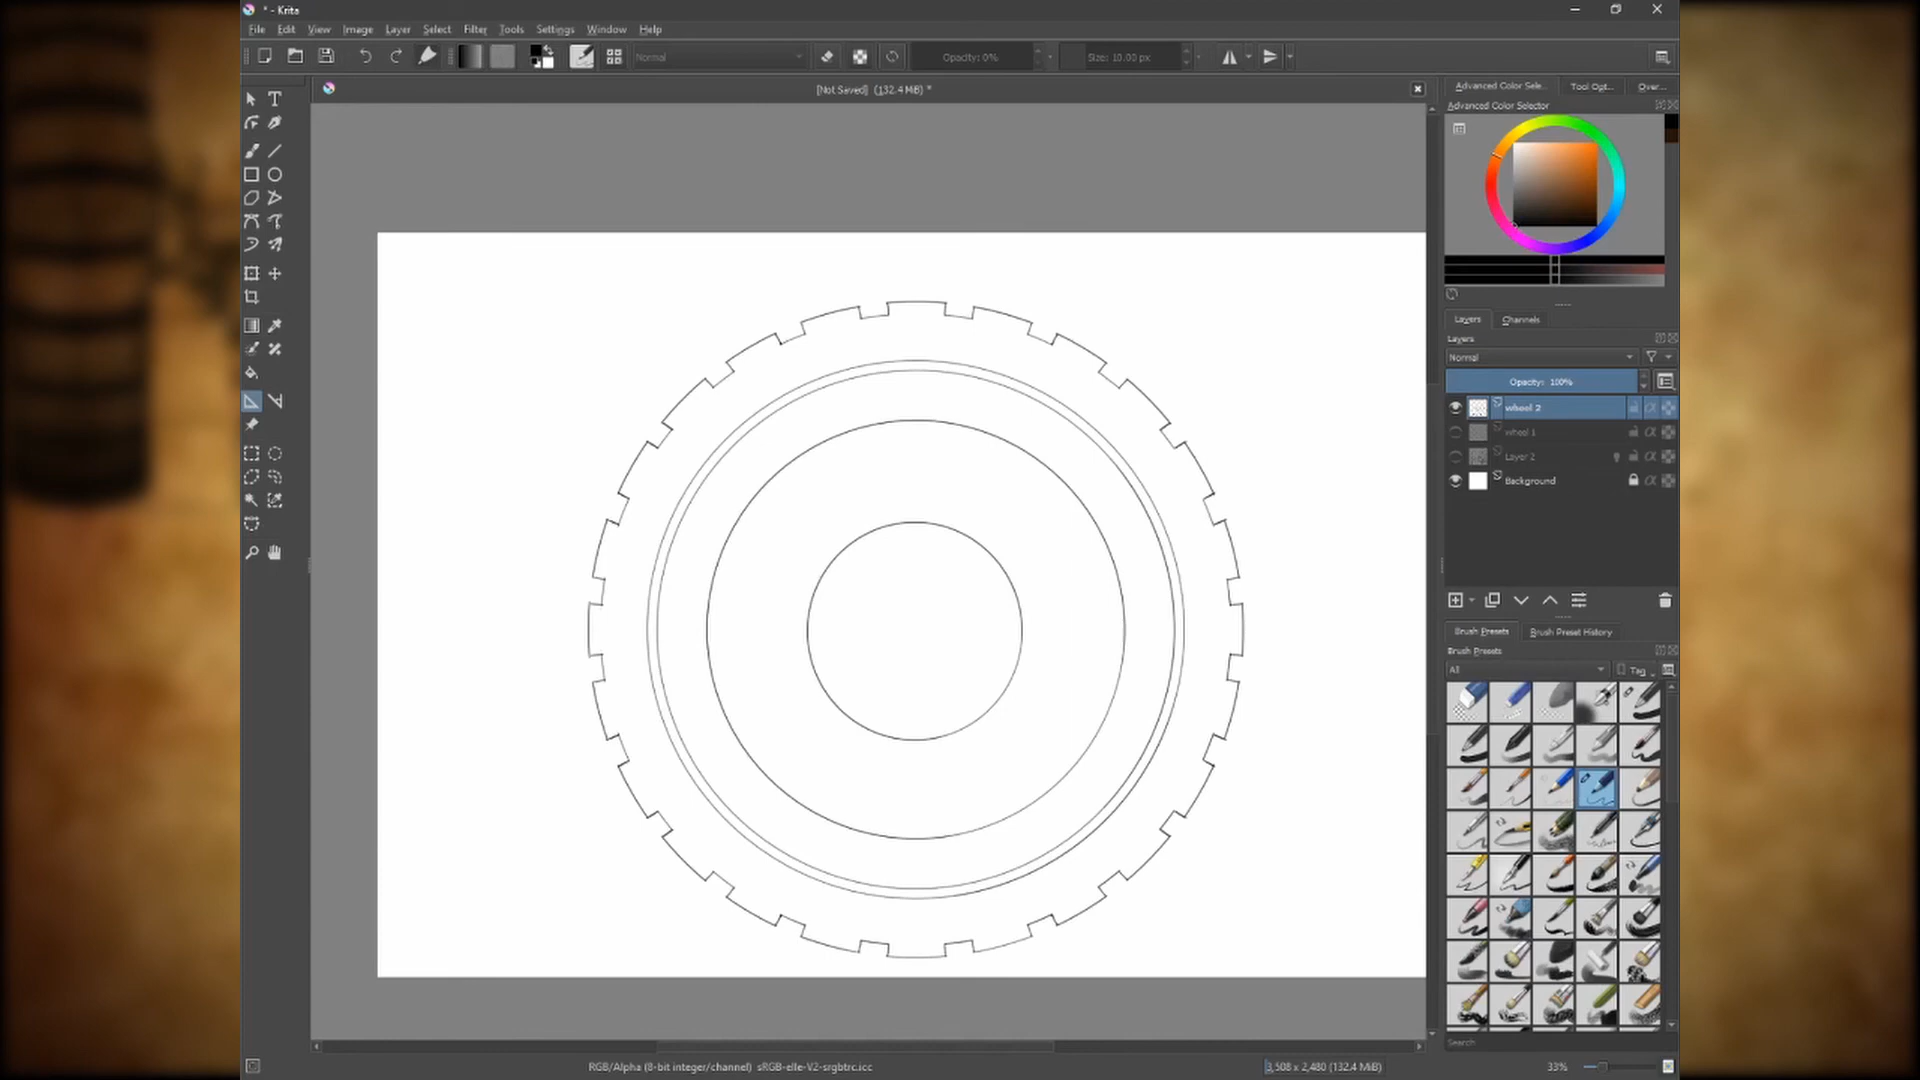 * - Krita
File Edit View Image Layer Select Filter Tools Settings Window Help
Normal
Opacity: 0%
Size: 10.00 px
[Not Saved] (132.4 MiB) *
Advanced Color Sele... Tool Opt... Over...
Advanced Color Selector
Layers Channels
Layers
Normal
Opacity: 100%
wheel 2
wheel 1
Layer 2
Background
Brush Presets Brush Preset History
Brush Presets
All
Tag
Search
RGB/Alpha (8-bit integer/channel) sRGB-elle-V2-srgbtrc.icc
3,508 x 2,480 (132.4 MiB)
33%